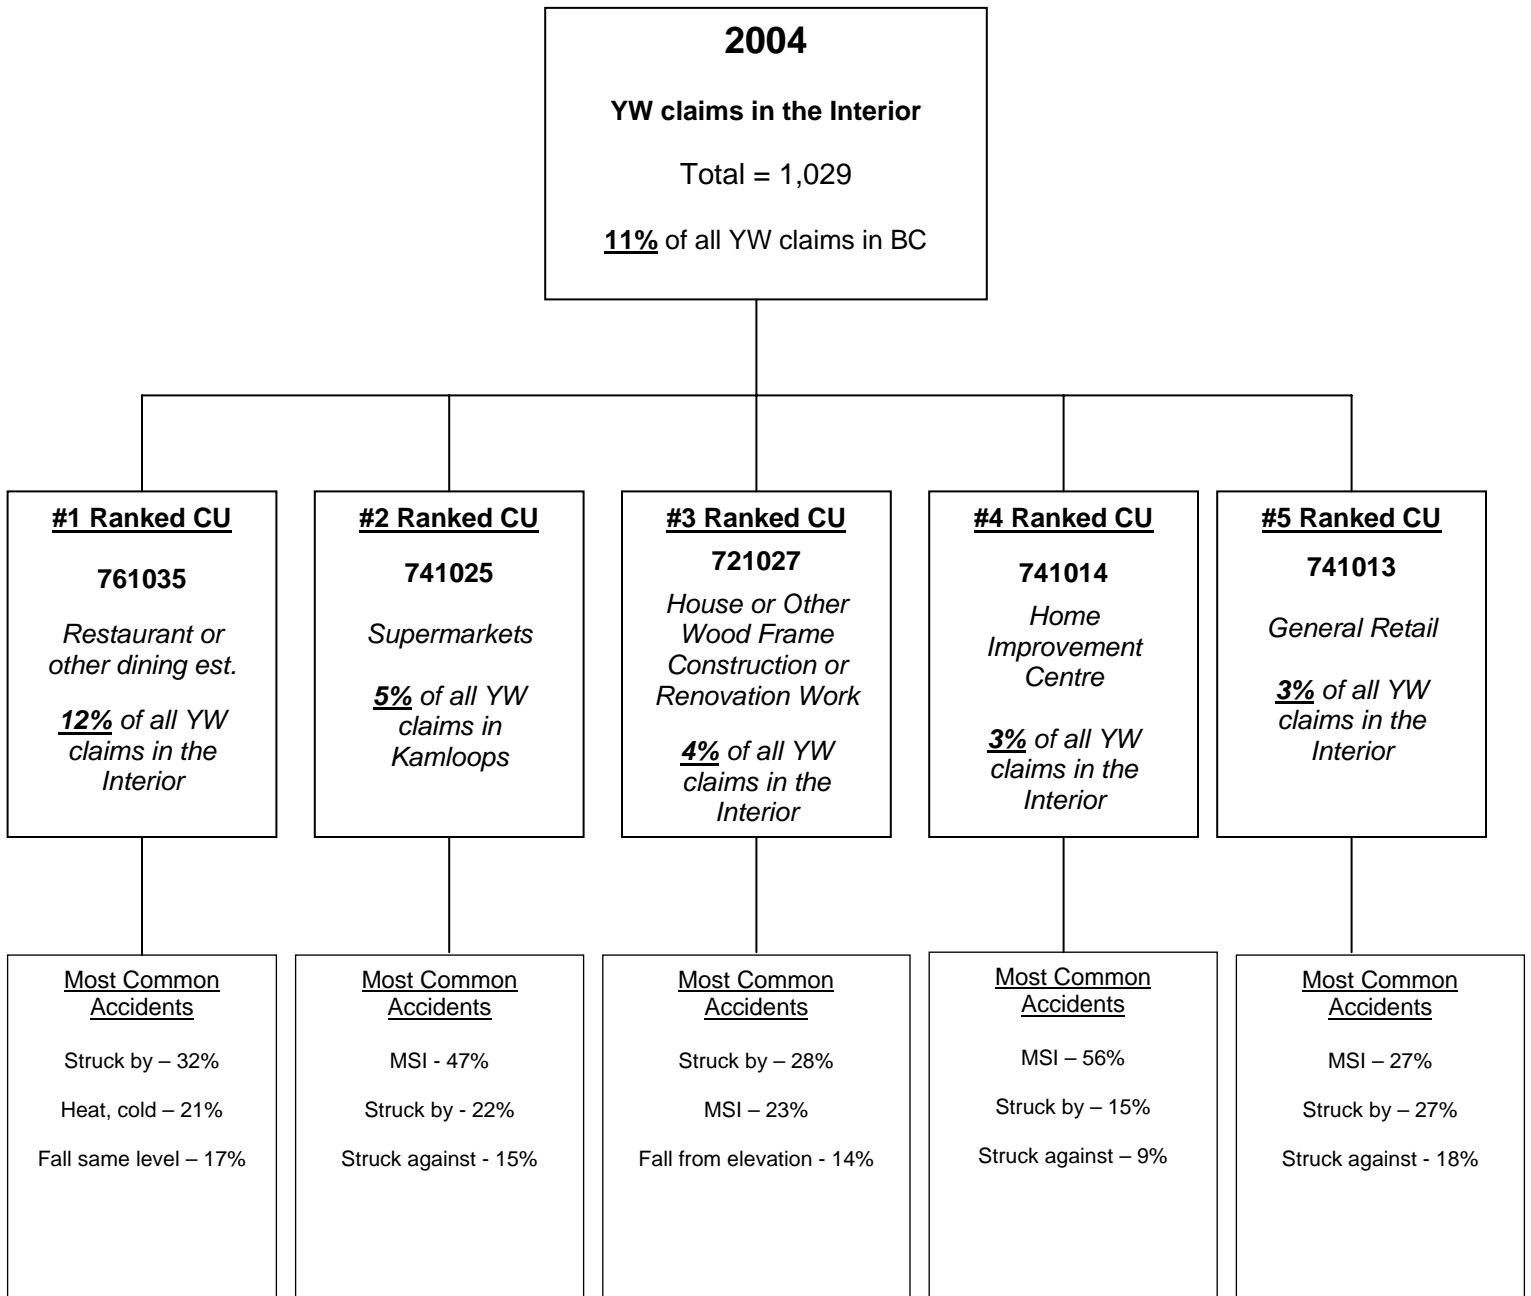 2004
YW claims in the Interior
Total = 1,029
11% of all YW claims in BC
#1 Ranked CU
761035
Restaurant or
other dining est.
12% of all YW
claims in the
Interior
#2 Ranked CU
741025
Supermarkets
5% of all YW
claims in
Kamloops
#3 Ranked CU
721027
House or Other
Wood Frame
Construction or
Renovation Work
4% of all YW
claims in the
Interior
#4 Ranked CU
741014
Home
Improvement
Centre
3% of all YW
claims in the
Interior
#5 Ranked CU
741013
General Retail
3% of all YW
claims in the
Interior
Most Common
Accidents
Struck by – 32%
Heat, cold – 21%
Fall same level – 17%
Most Common
Accidents
MSI - 47%
Struck by - 22%
Struck against - 15%
Most Common
Accidents
Struck by – 28%
MSI – 23%
Fall from elevation - 14%
Most Common
Accidents
MSI – 56%
Struck by – 15%
Struck against – 9%
Most Common
Accidents
MSI – 27%
Struck by – 27%
Struck against - 18%